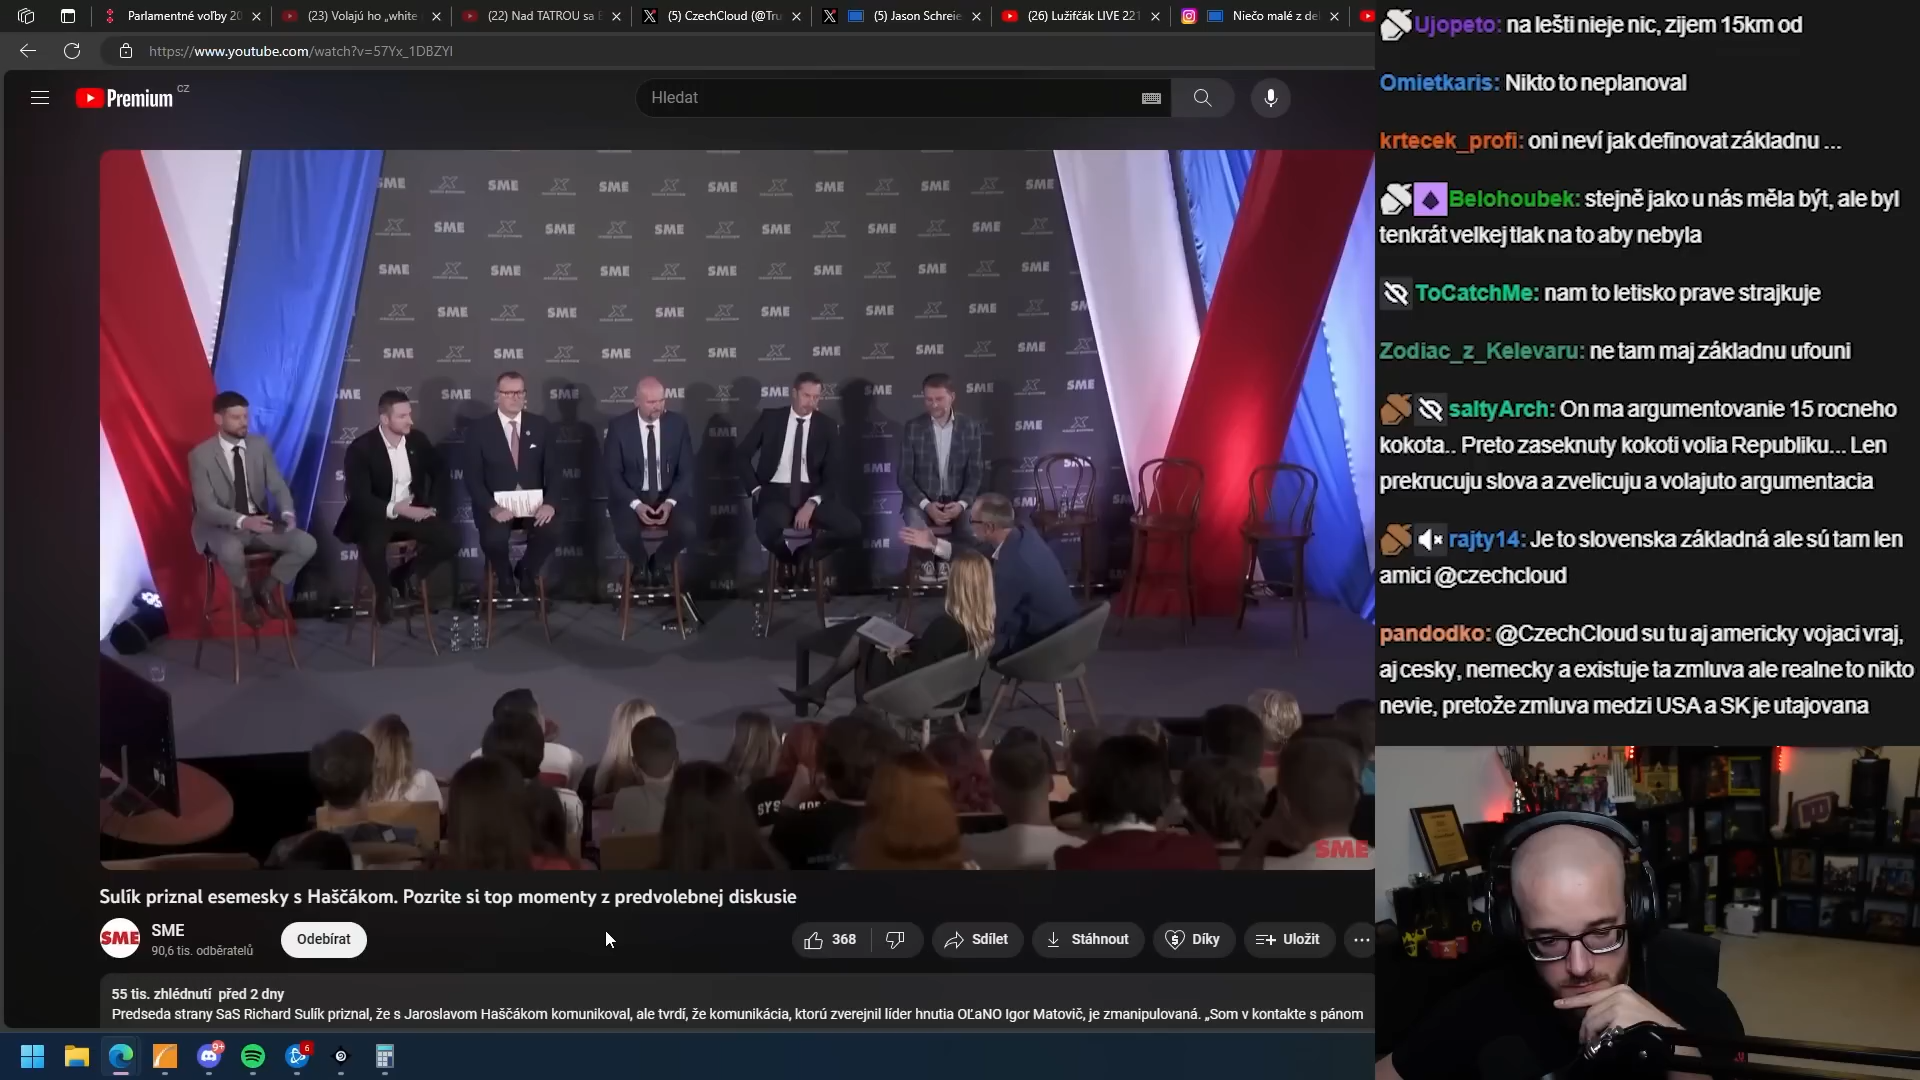 Parlamentné voľby 20
(23) Volajú ho „white
(22) Nad TATROU sa
(5) CzechCloud (@Tru
(5) Jason Schreie
(26) Lužifčák LIVE 221
Niečo malé z de
https://www.youtube.com/watch?v=57Yx_1DBZYI
Premium CZ
Hledat
SME
Sulík priznal esemesky s Haščákom. Pozrite si top momenty z predvolebnej diskusie
SME
SME
90,6 tis. odběratelů
Odebírat
368
Sdílet
Stáhnout
Díky
Uložit
55 tis. zhlédnutí před 2 dny
Predseda strany SaS Richard Sulík priznal, že s Jaroslavom Haščákom komunikoval, ale tvrdí, že komunikácia, ktorú zverejnil líder hnutia OĽaNO Igor Matovič, je zmanipulovaná. „Som v kontakte s pánom
9+
6
Ujopeto: na lešti nieje nic, zijem 15km od
Omietkaris: Nikto to neplanoval
krtecek_profi: oni neví jak definovat základnu ...
Belohoubek: stejně jako u nás měla být, ale byl
tenkrát velkej tlak na to aby nebyla
ToCatchMe: nam to letisko prave strajkuje
Zodiac_z_Kelevaru: ne tam maj základnu ufouni
saltyArch: On ma argumentovanie 15 rocneho
kokota.. Preto zaseknuty kokoti volia Republiku... Len
prekrucuju slova a zvelicuju a volajuto argumentacia
rajty14: Je to slovenska základná ale sú tam len
amici @czechcloud
pandodko: @CzechCloud su tu aj americky vojaci vraj,
aj cesky, nemecky a existuje ta zmluva ale realne to nikto
nevie, pretože zmluva medzi USA a SK je utajovana